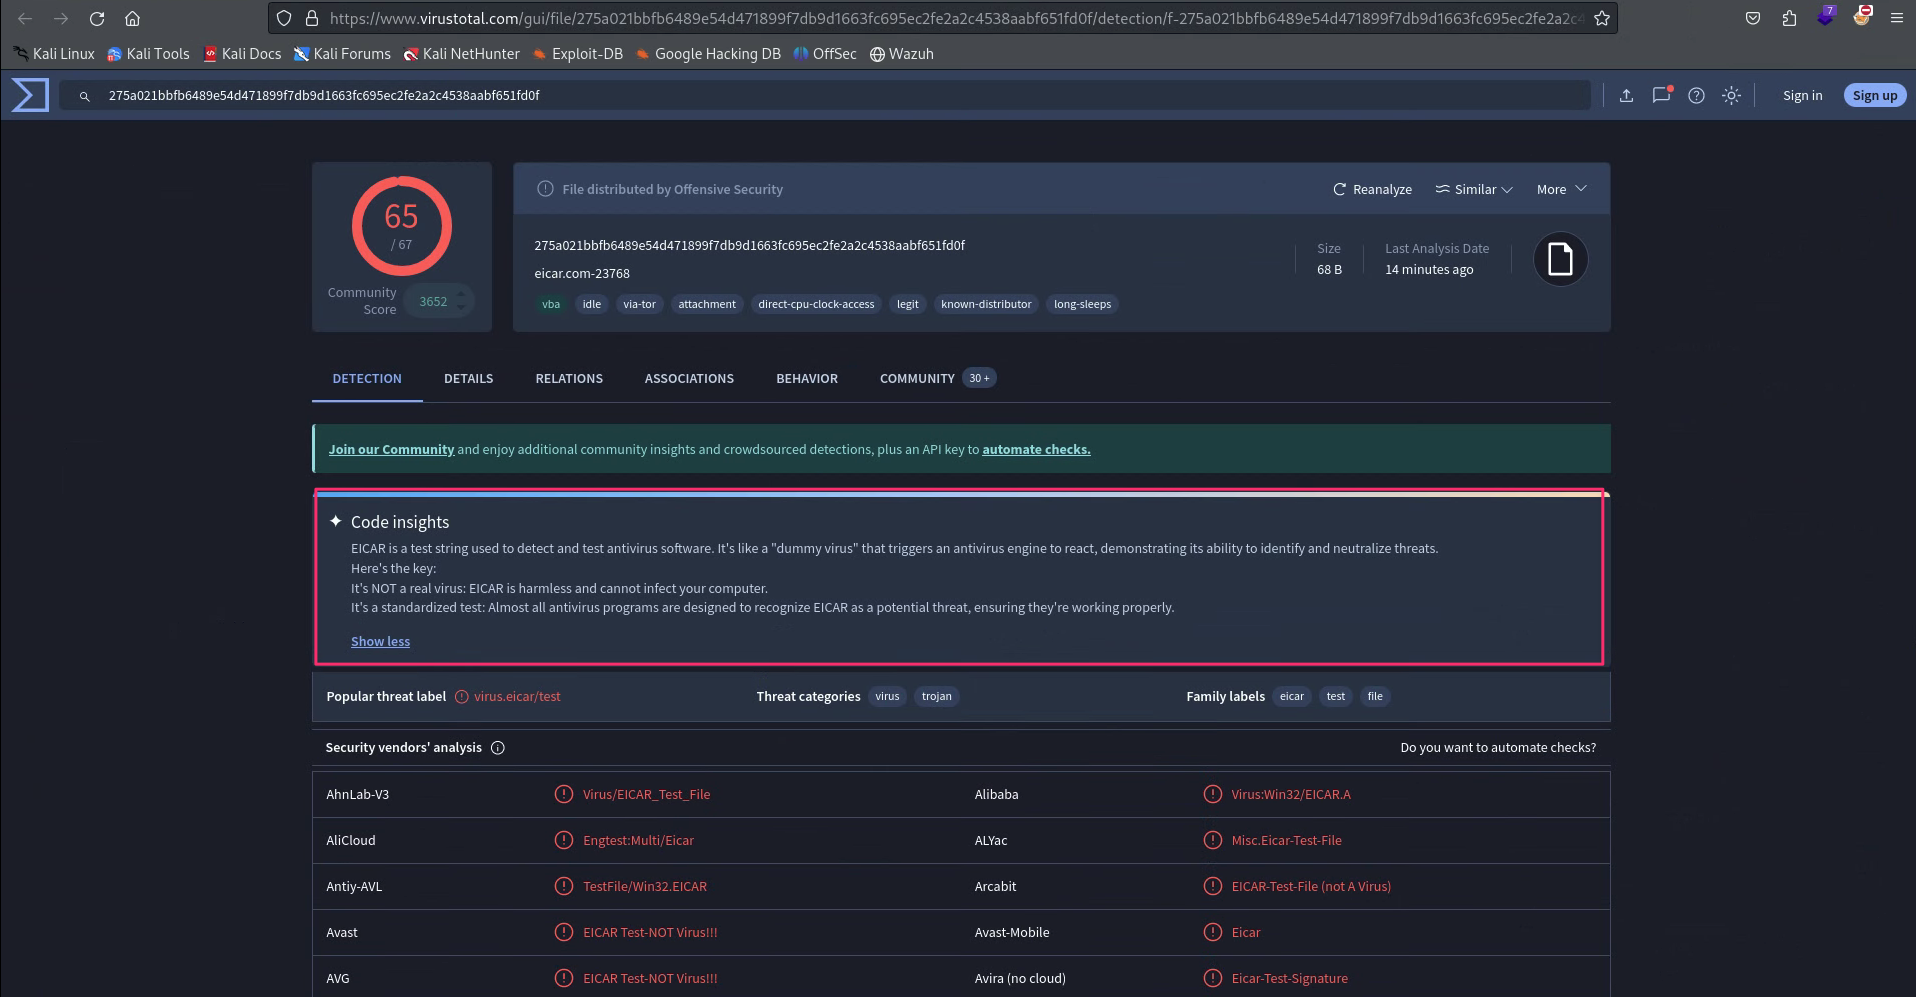 https://www.virustotal.com/gui/file/275a021bbfb6489e54d471899f7db9d1663fc695ec2fe2a2c4538aabf651fd0f/detection/f-275a021bbfb6489e54d471899f7db9d1663fc695ec2fe2a2c4
7
Kali Linux Kali Tools Kali Docs Kali Forums Kali NetHunter Exploit-DB Google Hacking DB OffSec Wazuh
275a021bbfb6489e54d471899f7db9d1663fc695ec2fe2a2c4538aabf651fd0f
Sign in Sign up
65
/ 67
Community
Score
3652
File distributed by Offensive Security
Reanalyze Similar More
275a021bbfb6489e54d471899f7db9d1663fc695ec2fe2a2c4538aabf651fd0f
eicar.com-23768
Size
68 B
Last Analysis Date
14 minutes ago
vba idle via-tor attachment direct-cpu-clock-access legit known-distributor long-sleeps
DETECTION DETAILS RELATIONS ASSOCIATIONS BEHAVIOR COMMUNITY 30 +
Join our Community and enjoy additional community insights and crowdsourced detections, plus an API key to automate checks.
Code insights
EICAR is a test string used to detect and test antivirus software. It's like a "dummy virus" that triggers an antivirus engine to react, demonstrating its ability to identify and neutralize threats.
Here's the key:
It's NOT a real virus: EICAR is harmless and cannot infect your computer.
It's a standardized test: Almost all antivirus programs are designed to recognize EICAR as a potential threat, ensuring they're working properly.
Show less
Popular threat label virus.eicar/test Threat categories virus trojan Family labels eicar test file
Security vendors' analysis Do you want to automate checks?
AhnLab-V3 Virus/EICAR_Test_File Alibaba Virus:Win32/EICAR.A
AliCloud Engtest:Multi/Eicar ALYac Misc.Eicar-Test-File
Antiy-AVL TestFile/Win32.EICAR Arcabit EICAR-Test-File (not A Virus)
Avast EICAR Test-NOT Virus!!! Avast-Mobile Eicar
AVG EICAR Test-NOT Virus!!! Avira (no cloud) Eicar-Test-Signature